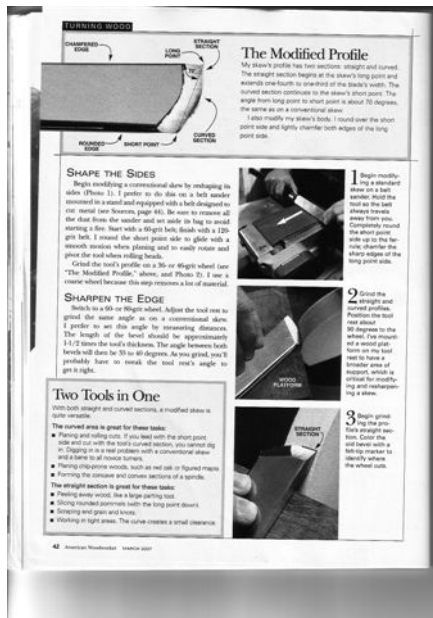 TURNING WOOD
CHAMFERED
EDGE
LONG
POINT
STRAIGHT
SECTION
70°
ROUNDED
EDGE
SHORT POINT
CURVED
SECTION
The Modified Profile
My skew's profile has two sections: straight and curved.
The straight section begins at the skew's long point and
extends one-fourth to one-third of the blade's width. The
curved section continues to the skew's short point. The
angle from long point to short point is about 70 degrees,
the same as on a conventional skew.
I also modify my skew's body. I round over the short
point side and lightly chamfer both edges of the long
point side.
SHAPE THE SIDES
Begin modifying a conventional skew by reshaping its
sides (Photo 1). I prefer to do this on a belt sander
mounted in a stand and equipped with a belt designed to
cut metal (see Sources, page 44). Be sure to remove all
the dust from the sander and set aside its bag to avoid
starting a fire. Start with a 60-grit belt; finish with a 120-
grit belt. I round the short point side to glide with a
smooth motion when planing and to easily rotate and
pivot the tool when rolling beads.
Grind the tool's profile on a 36- or 46-grit wheel (see
"The Modified Profile," above, and Photo 2). I use a
coarse wheel because this step removes a lot of material.
SHARPEN THE EDGE
Switch to a 60- or 80-grit wheel. Adjust the tool rest to
grind the same angle as on a conventional skew.
I prefer to set this angle by measuring distances.
The length of the bevel should be approximately
1-1/2 times the tool's thickness. The angle between both
bevels will then be 35 to 40 degrees. As you grind, you'll
probably have to tweak the tool rest's angle to
get it right.
Two Tools in One
With both straight and curved sections, a modified skew is
quite versatile.
The curved area is great for these tasks:
■ Planing and rolling cuts. If you lead with the short point
side and cut with the tool's curved section, you cannot dig
in. Digging in is a real problem with a conventional skew
and a bane to all novice turners.
■ Planing chip-prone woods, such as red oak or figured maple.
■ Forming the concave and convex sections of a spindle.
The straight section is great for these tasks:
■ Peeling away wood, like a large parting tool.
■ Slicing rounded pommels (with the long point down).
■ Scraping end grain and knots.
■ Working in tight areas. The curve creates a small clearance
1 Begin modify-
ing a standard
skew on a belt
sander. Hold the
tool so the belt
always travels
away from you.
Completely round
the short point
side up to the fer-
rule; chamfer the
sharp edges of the
long point side.
WOOD
PLATFORM
2 Grind the
straight and
curved profiles.
Position the tool
rest about
90 degrees to the
wheel. I've mount-
ed a wood plat-
form on my tool
rest to have a
broader area of
support, which is
critical for modify-
ing and resharpen-
ing a skew.
STRAIGHT
SECTION
3 Begin grind-
ing the pro-
file's straight sec-
tion. Color the
old bevel with a
felt-tip marker to
identify where
the wheel cuts.
42 American Woodworker MARCH 2007